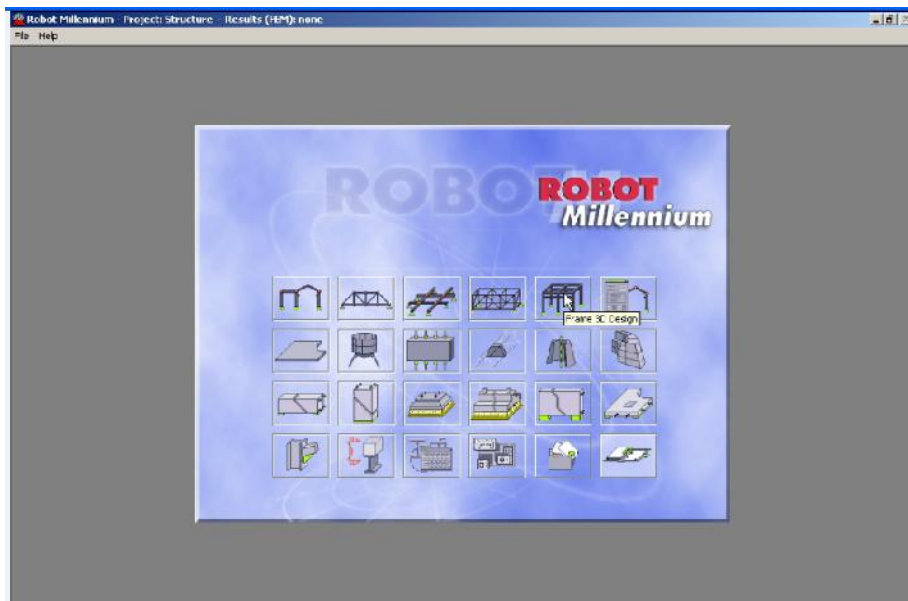 Robot Millennium - Project: Structure - Results (FEM): none
File Help
ROBOT
ROBOT
Millennium
Frame 3D Design